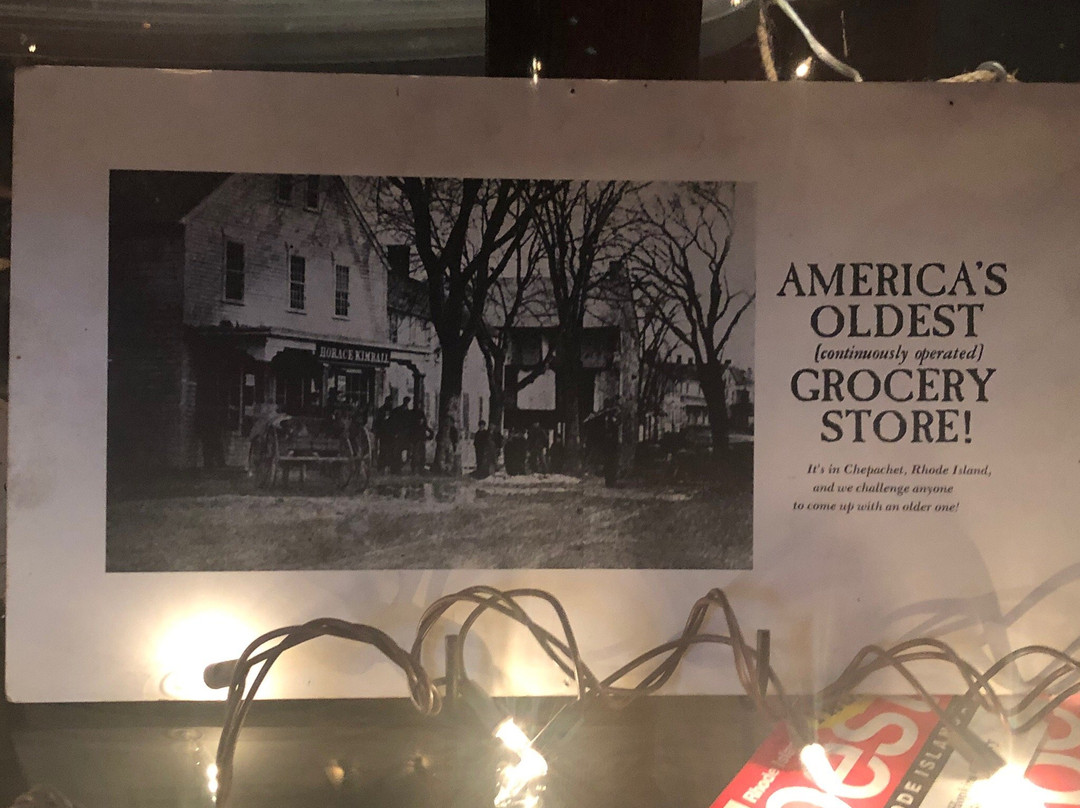 HORACE KIMBALL
AMERICA'S
OLDEST
(continuously operated)
GROCERY
STORE!
It's in Chepachet, Rhode Island,
and we challenge anyone
to come up with an older one!
Rhode